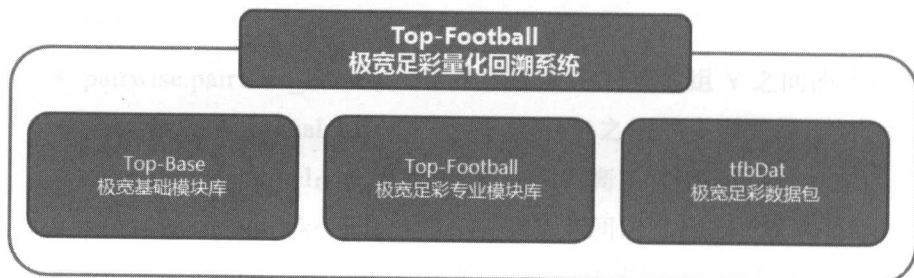 Top-Football
极宽足彩量化回溯系统
Top-Base
极宽基础模块库
Top-Football
极宽足彩专业模块库
tfbDat
极宽足彩数据包